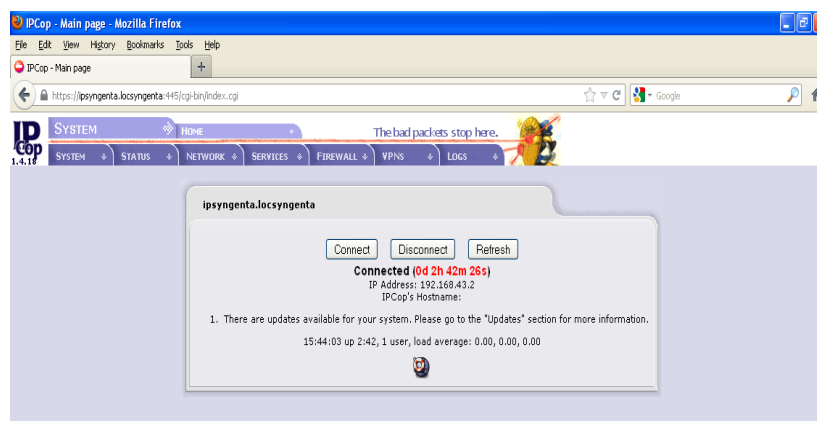 IPCop - Main page - Mozilla Firefox
File Edit View History Bookmarks Tools Help
IPCop - Main page +
https://ipsyngenta.locsyngenta:445/cgi-bin/index.cgi Google
IP Cop 1.4.18
SYSTEM HOME The bad packets stop here.
SYSTEM STATUS NETWORK SERVICES FIREWALL VPNS LOGS
ipsyngenta.locsyngenta
Connect Disconnect Refresh
Connected (0d 2h 42m 26s)
IP Address: 192.168.43.2
IPCop's Hostname:
1. There are updates available for your system. Please go to the "Updates" section for more information.
15:44:03 up 2:42, 1 user, load average: 0.00, 0.00, 0.00